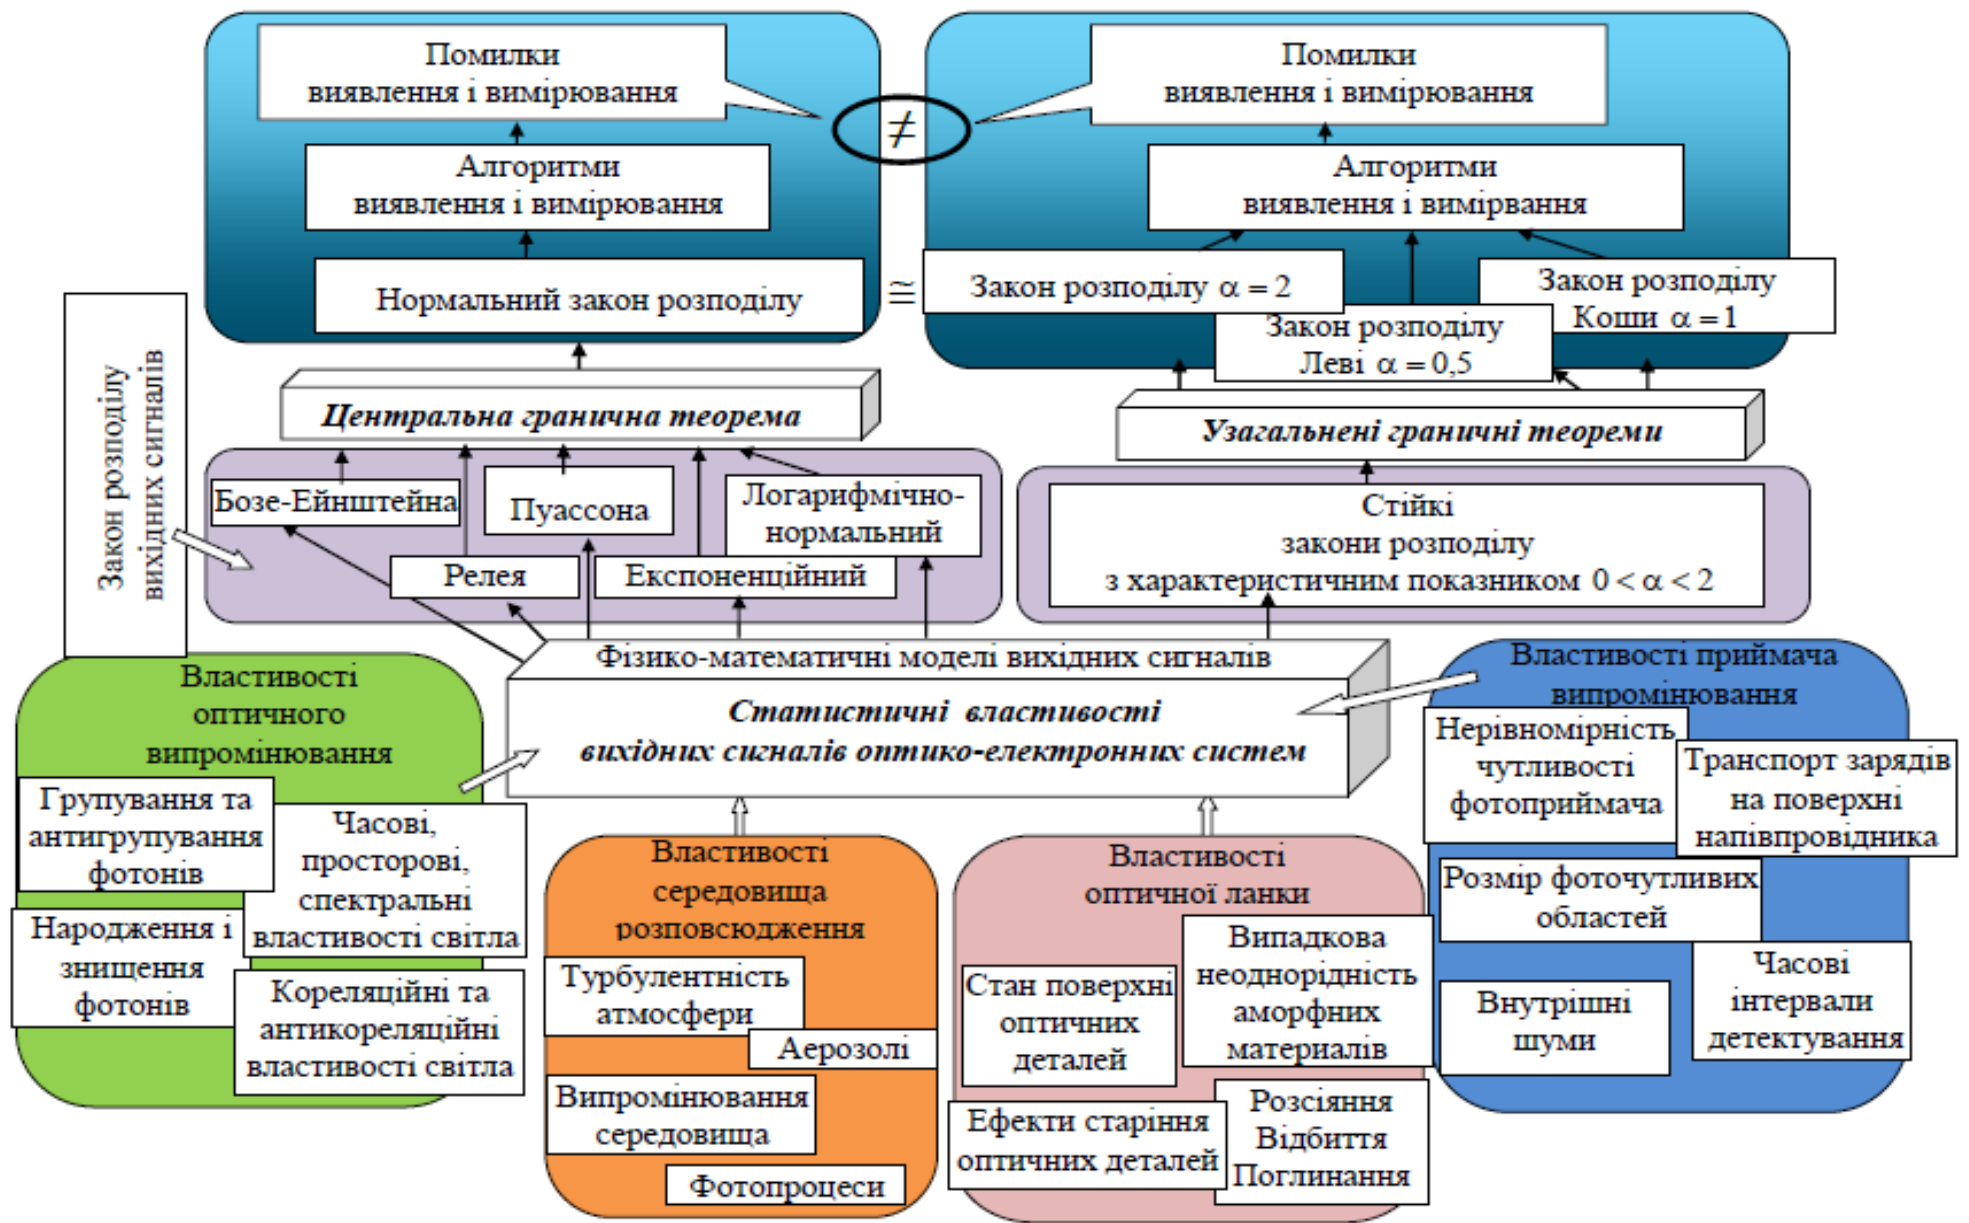 Помилки
виявлення і вимірювання
Помилки
виявлення і вимірювання
≠
Алгоритми
виявлення і вимірювання
Алгоритми
виявлення і вимірвання
Нормальний закон розподілу
≅
Закон розподілу α = 2
Закон розподілу
Коши α = 1
Закон розподілу
Леві α = 0,5
Закон розподілу
вихідних сигналів
Центральна гранична теорема
Узагальнені граничні теореми
Бозе-Ейнштейна
Пуассона
Логарифмічно-
нормальний
Релея
Експоненційний
Стійкі
закони розподілу
з характеристичним показником 0 < α < 2
Фізико-математичні моделі вихідних сигналів
Статистичні властивості
вихідних сигналів оптико-електронних систем
Властивості
оптичного
випромінювання
Групування та
антигрупування
фотонів
Часові,
просторові,
спектральні
властивості світла
Народження і
знищення
фотонів
Кореляційні та
антикореляційні
властивості світла
Властивості
середовища
розповсюдження
Турбулентність
атмосфери
Аерозолі
Випромінювання
середовища
Фотопроцеси
Властивості
оптичної ланки
Стан поверхні
оптичних
деталей
Випадкова
неоднорідність
аморфних
материалів
Ефекти старіння
оптичних деталей
Розсіяння
Відбиття
Поглинання
Властивості приймача
випромінювання
Нерівномірність
чутливості
фотоприймача
Транспорт зарядів
на поверхні
напівпровідника
Розмір фоточутливих
областей
Внутрішні
шуми
Часові
інтервали
детектування